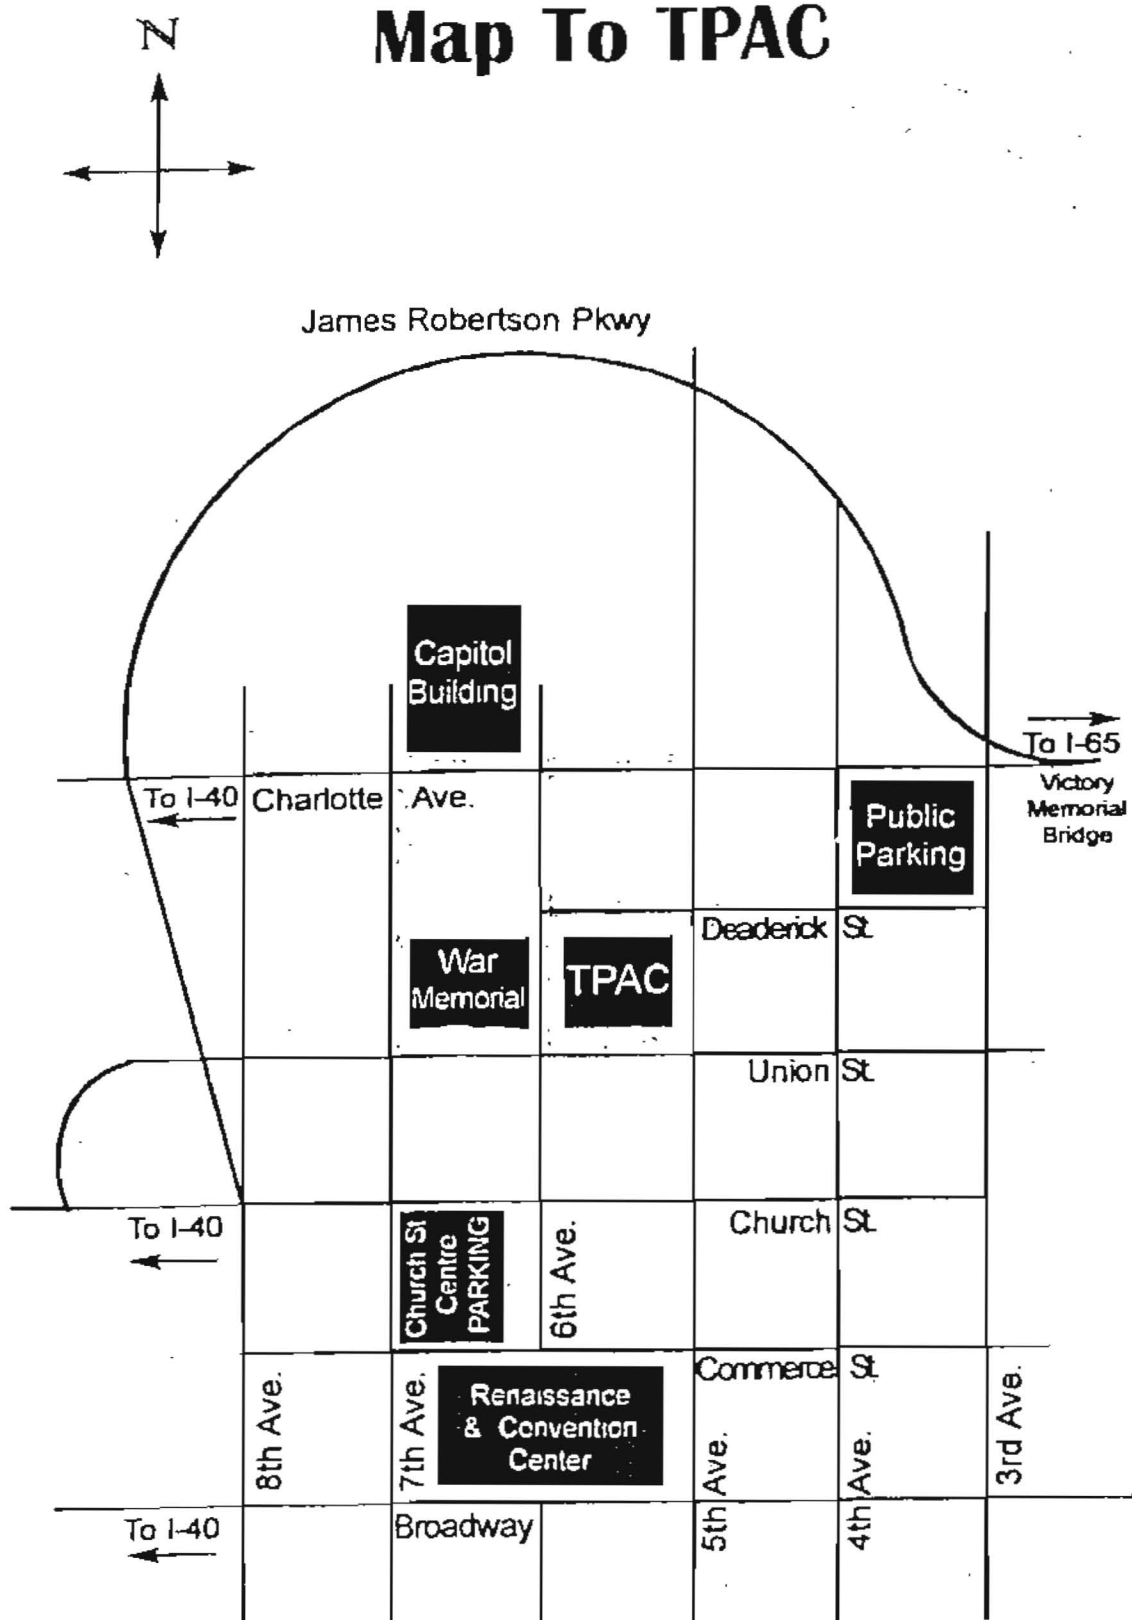 Map To TPAC
N
James Robertson Pkwy
Capitol
Building
To I-65
Victory
Memorial
Bridge
To I-40
Charlotte Ave.
Public
Parking
Deaderick St.
War
Memorial
TPAC
Union St.
To I-40
Church St.
Church St
Centre
PARKING
6th Ave.
Commerce St.
8th Ave.
7th Ave.
Renaissance
& Convention
Center
5th Ave.
4th Ave.
3rd Ave.
To I-40
Broadway